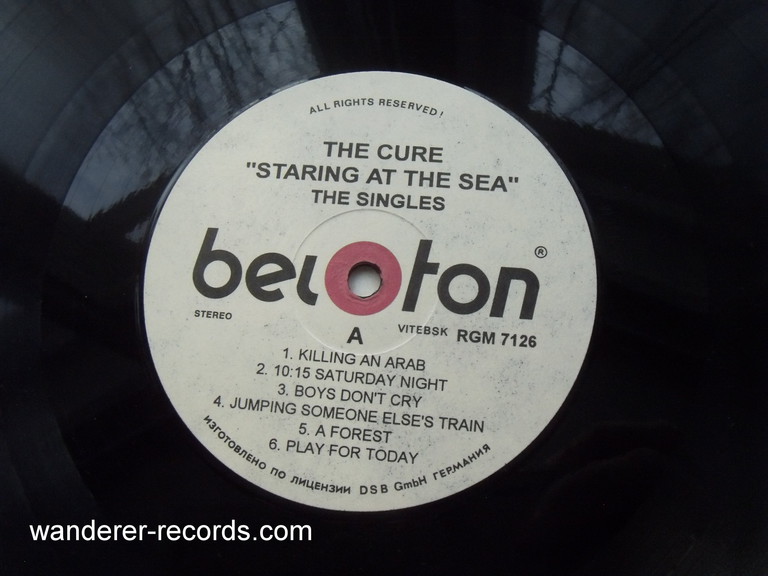 ALL RIGHTS RESERVED!
THE CURE
"STARING AT THE SEA"
THE SINGLES
beloton®
STEREO
A
VITEBSK RGM 7126
1. KILLING AN ARAB
2. 10:15 SATURDAY NIGHT
3. BOYS DON'T CRY
4. JUMPING SOMEONE ELSE'S TRAIN
5. A FOREST
6. PLAY FOR TODAY
ИЗГОТОВЛЕНО ПО ЛИЦЕНЗИИ DSB GmbH ГЕРМАНИЯ
wanderer-records.com